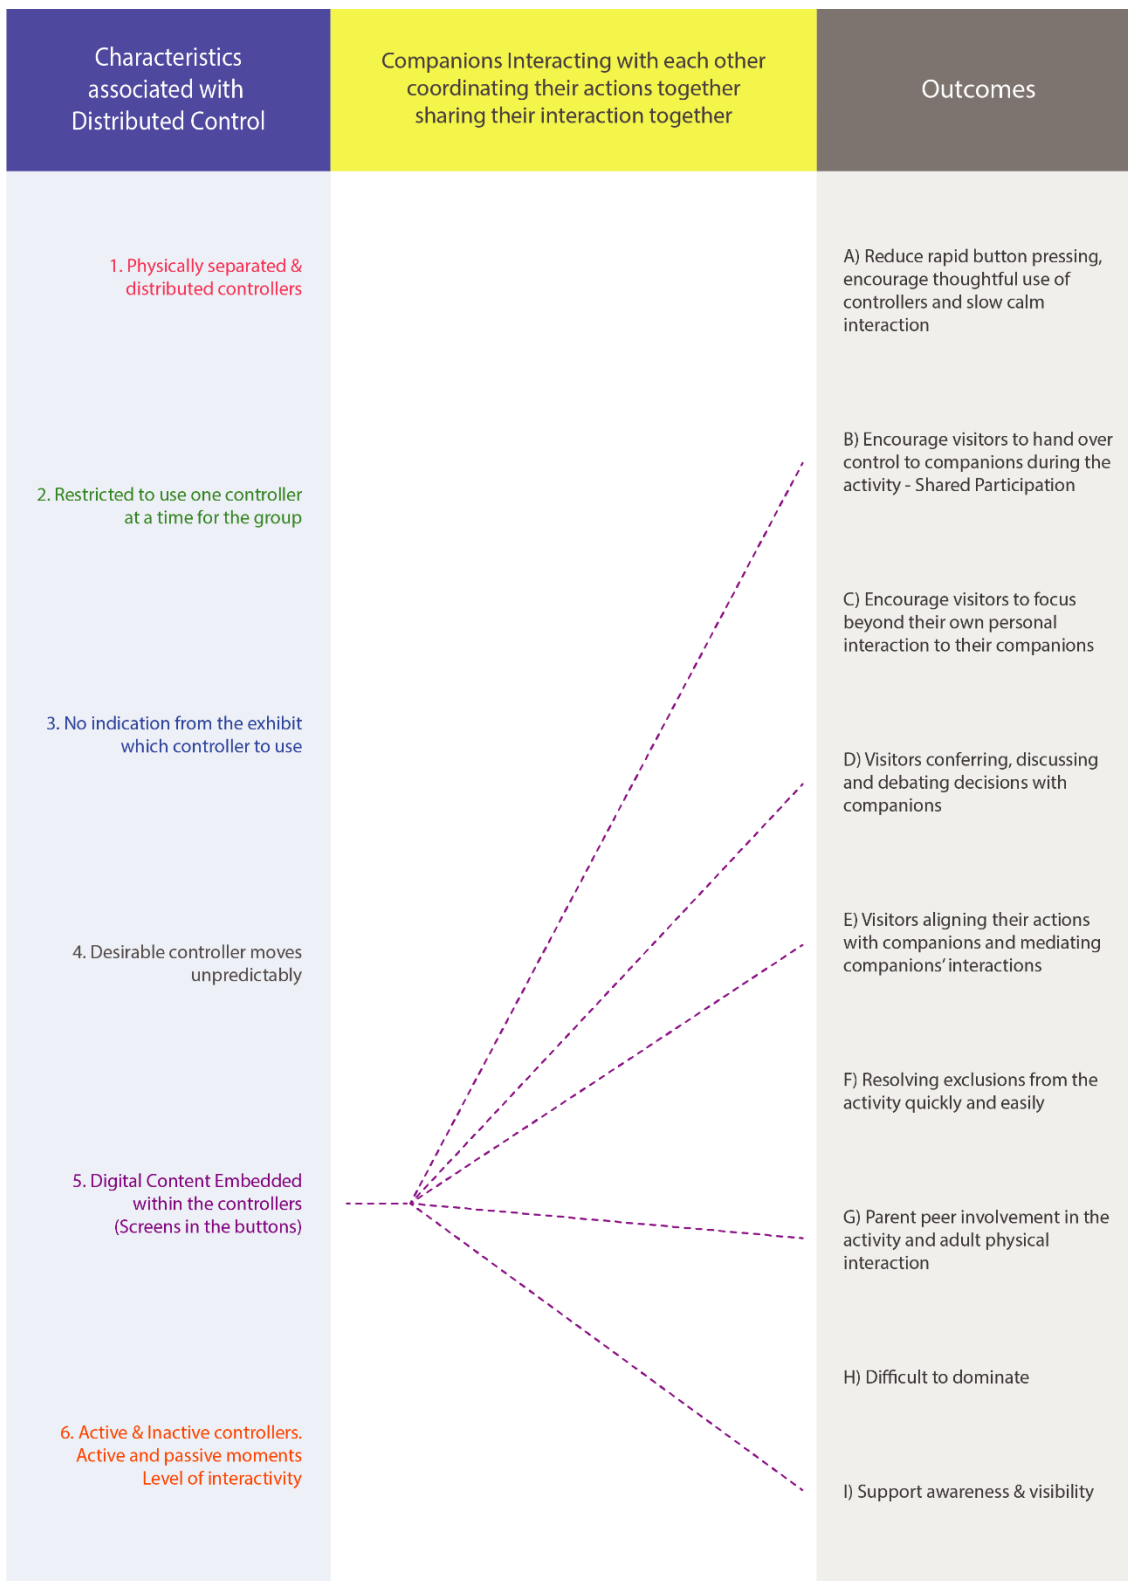 Characteristics
associated with
Distributed Control
Companions Interacting with each other
coordinating their actions together
sharing their interaction together
Outcomes
1. Physically separated &
distributed controllers
2. Restricted to use one controller
at a time for the group
3. No indication from the exhibit
which controller to use
4. Desirable controller moves
unpredictably
5. Digital Content Embedded
within the controllers
(Screens in the buttons)
6. Active & Inactive controllers.
Active and passive moments
Level of interactivity
A) Reduce rapid button pressing,
encourage thoughtful use of
controllers and slow calm
interaction
B) Encourage visitors to hand over
control to companions during the
activity - Shared Participation
C) Encourage visitors to focus
beyond their own personal
interaction to their companions
D) Visitors conferring, discussing
and debating decisions with
companions
E) Visitors aligning their actions
with companions and mediating
companions’ interactions
F) Resolving exclusions from the
activity quickly and easily
G) Parent peer involvement in the
activity and adult physical
interaction
H) Difficult to dominate
I) Support awareness & visibility